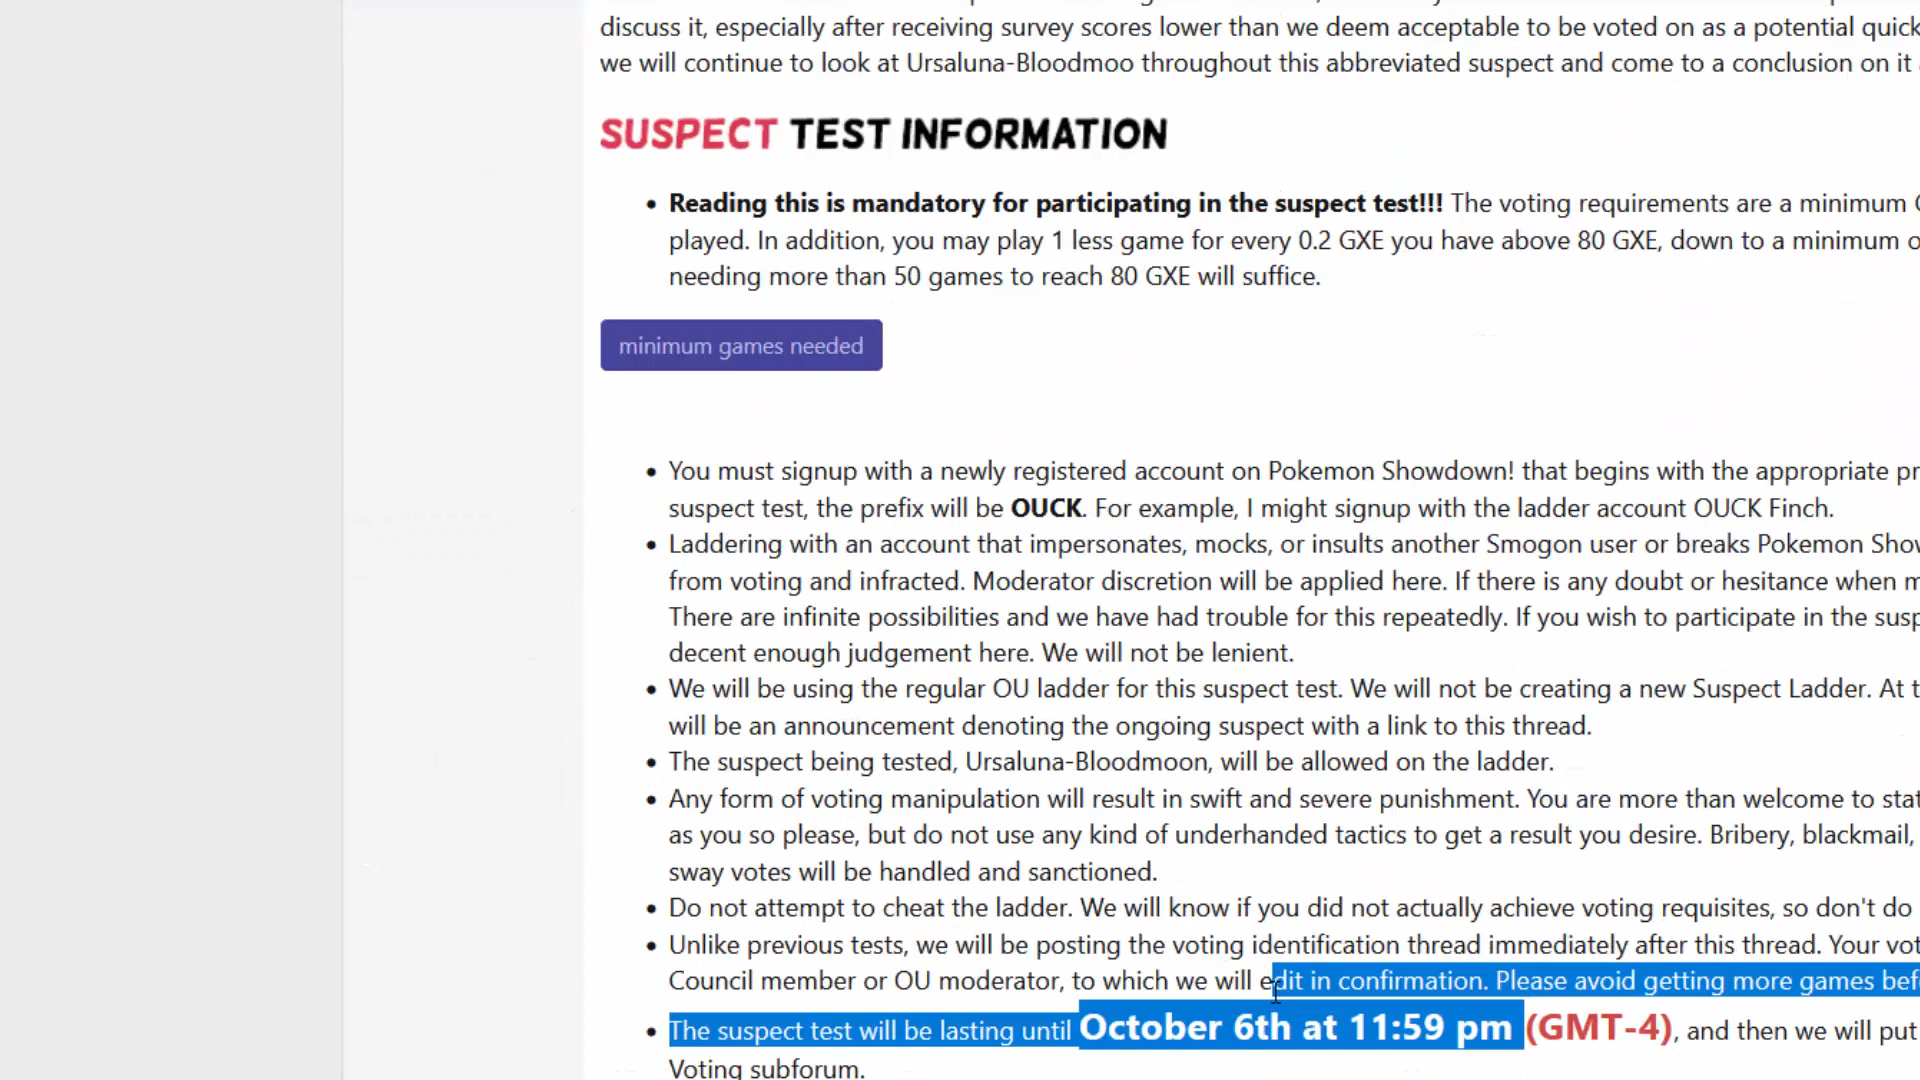 discuss it, especially after receiving survey scores lower than we deem acceptable to be voted on as a potential quick
we will continue to look at Ursaluna-Bloodmoo throughout this abbreviated suspect and come to a conclusion on it
SUSPECT TEST INFORMATION
• Reading this is mandatory for participating in the suspect test!!! The voting requirements are a minimum
played. In addition, you may play 1 less game for every 0.2 GXE you have above 80 GXE, down to a minimum
needing more than 50 games to reach 80 GXE will suffice.
minimum games needed
• You must signup with a newly registered account on Pokemon Showdown! that begins with the appropriate
suspect test, the prefix will be OUCK. For example, I might signup with the ladder account OUCK Finch.
• Laddering with an account that impersonates, mocks, or insults another Smogon user or breaks Pokemon
from voting and infracted. Moderator discretion will be applied here. If there is any doubt or hesitance when
There are infinite possibilities and we have had trouble for this repeatedly. If you wish to participate in the
decent enough judgement here. We will not be lenient.
• We will be using the regular OU ladder for this suspect test. We will not be creating a new Suspect Ladder. At
will be an announcement denoting the ongoing suspect with a link to this thread.
• The suspect being tested, Ursaluna-Bloodmoon, will be allowed on the ladder.
• Any form of voting manipulation will result in swift and severe punishment. You are more than welcome to
as you so please, but do not use any kind of underhanded tactics to get a result you desire. Bribery, blackmail,
sway votes will be handled and sanctioned.
• Do not attempt to cheat the ladder. We will know if you did not actually achieve voting requisites, so don't do
• Unlike previous tests, we will be posting the voting identification thread immediately after this thread. Your
Council member or OU moderator, to which we will edit in confirmation. Please avoid getting more games
• The suspect test will be lasting until October 6th at 11:59 pm (GMT-4), and then we will put
Voting subforum.